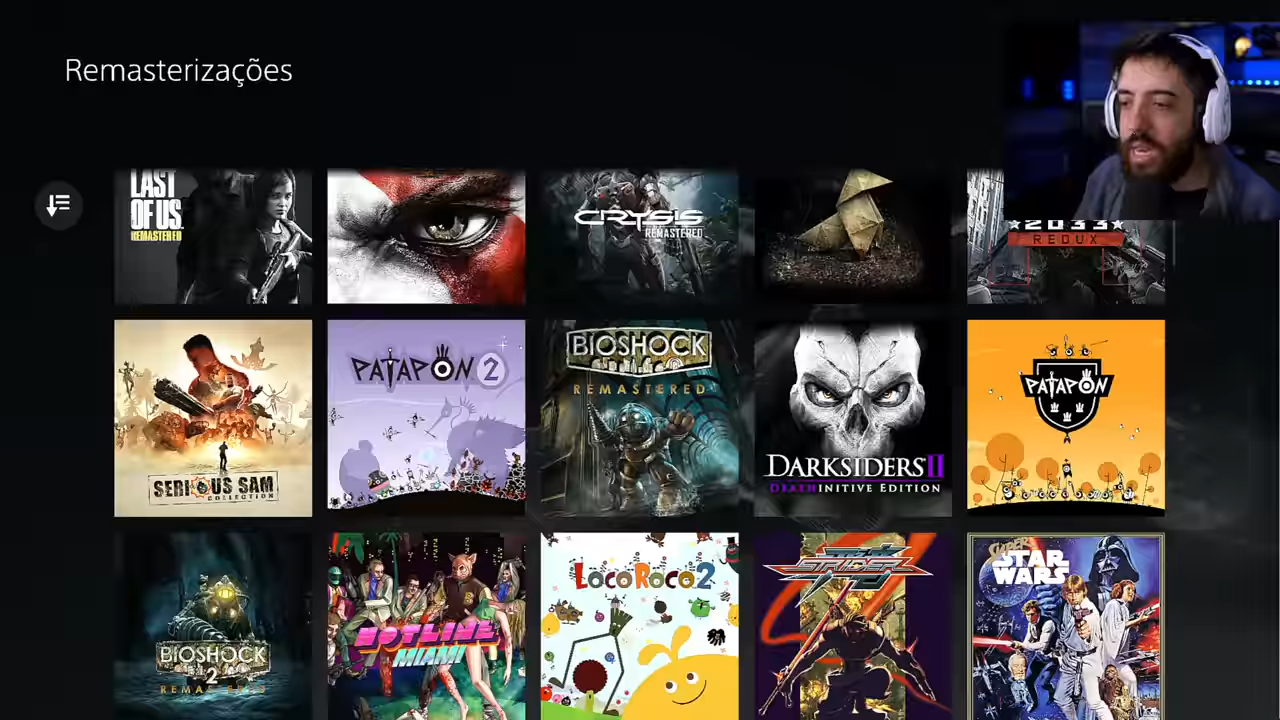 Remasterizações
LAST
OF US
REMASTERED
CRYSIS
REMASTERED
2033
REDUX
SERIOUS SAM
COLLECTION
PATAPON 2
BIOSHOCK
REMASTERED
DARKSIDERS II
DEATHINITIVE EDITION
PATAPON
BIOSHOCK
2
HOTLINE
MIAMI
LocoRoco 2
STRIDER
SUPER
STAR
WARS